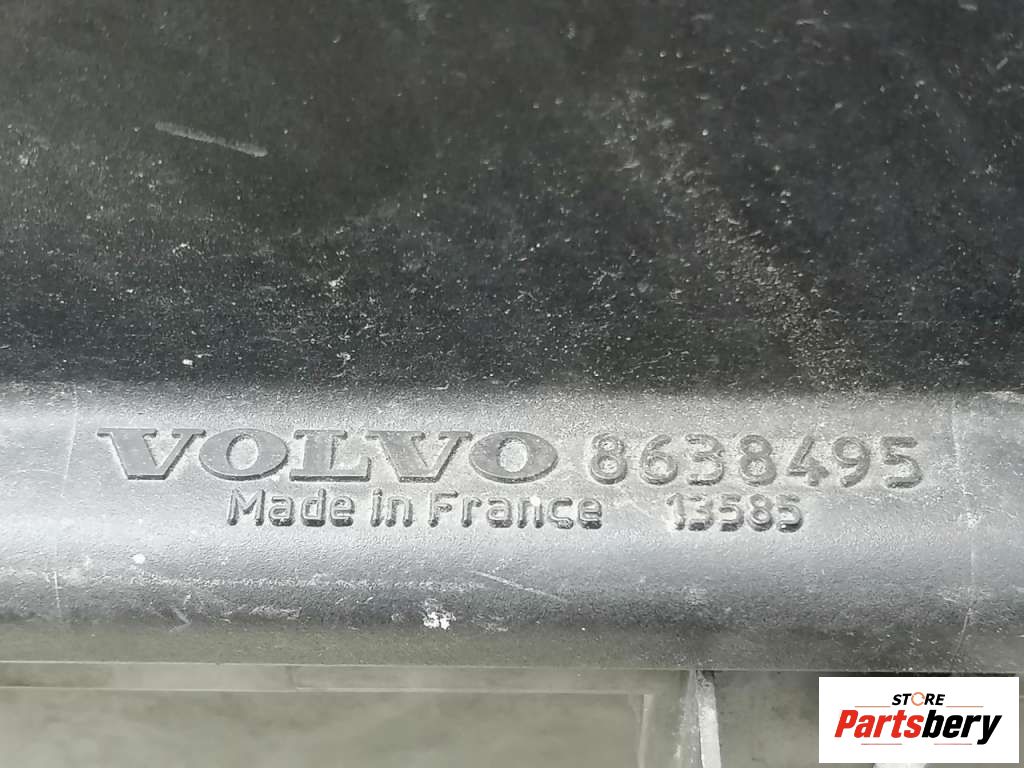 VOLVO 8638495
Made in France 13585
STORE
Partsbery